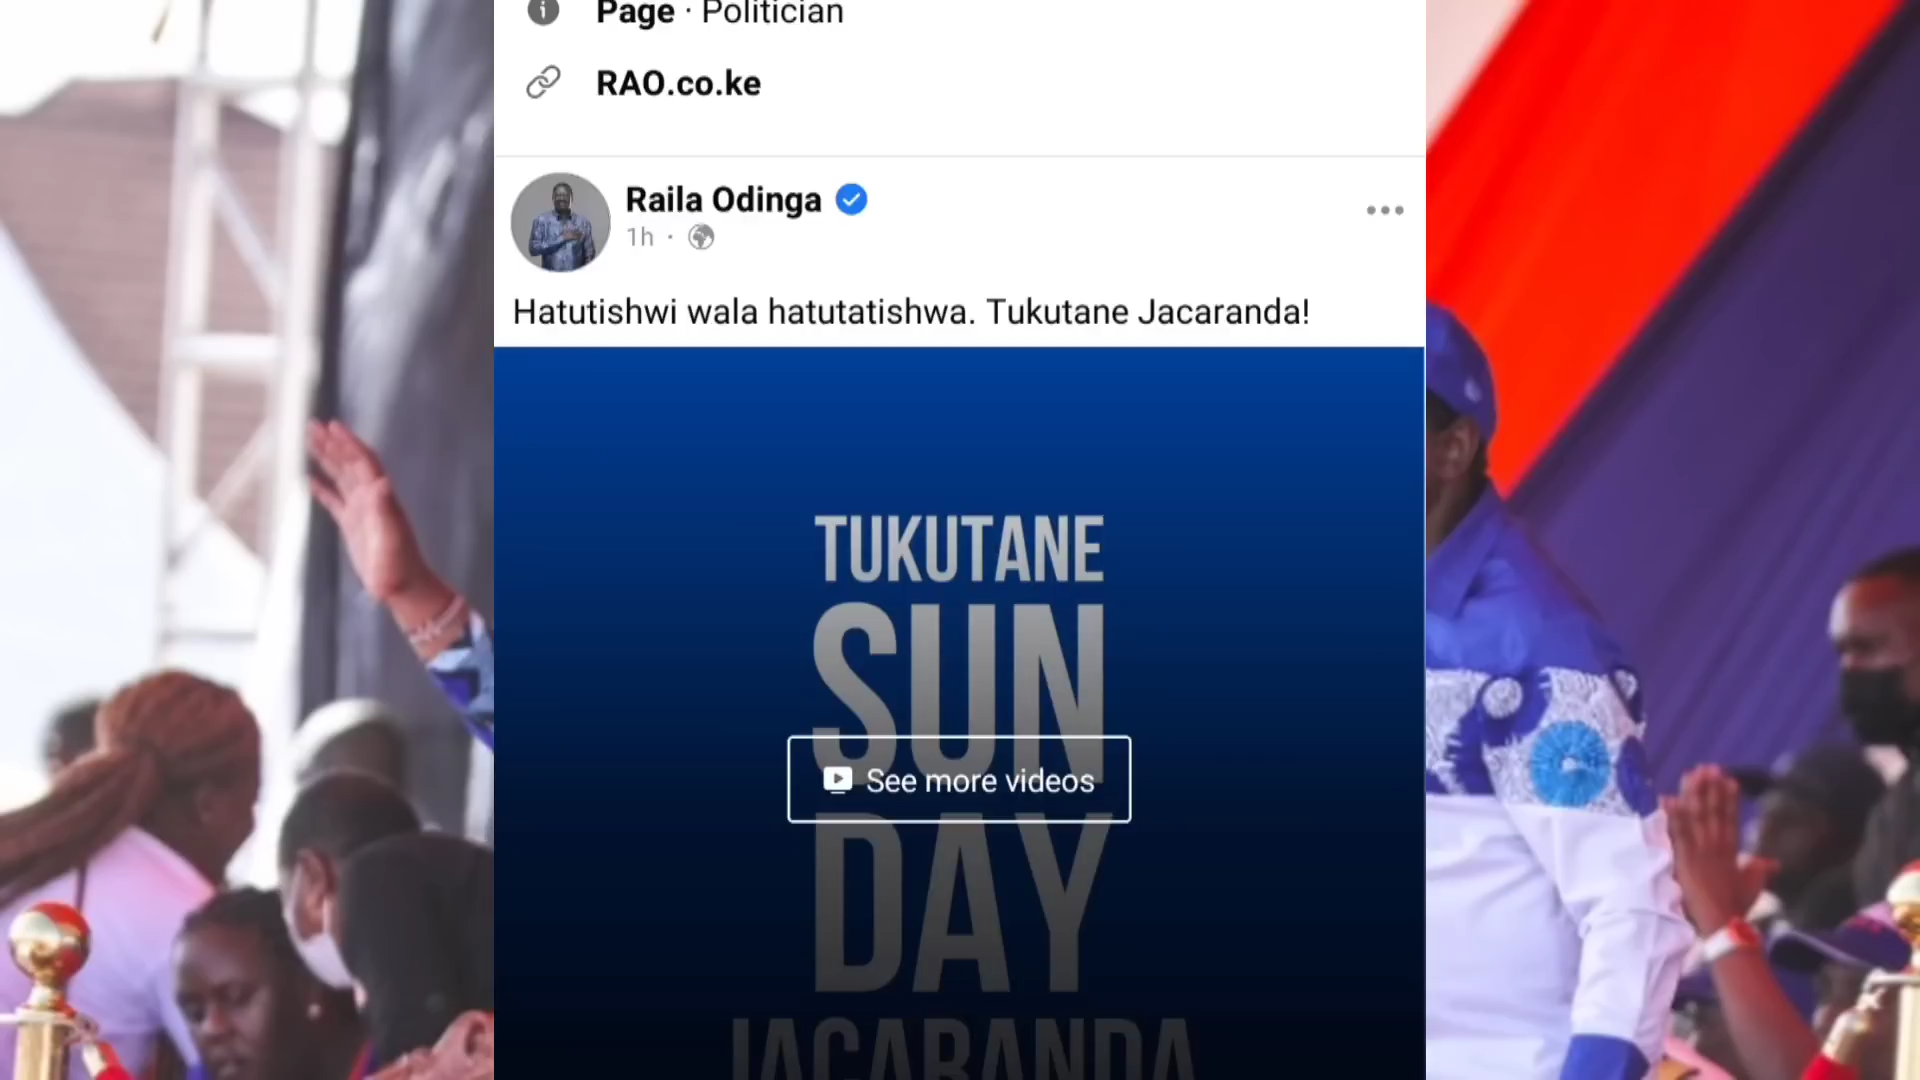 Page · Politician
RAO.co.ke
Raila Odinga
1h ·
Hatutishwi wala hatutatishwa. Tukutane Jacaranda!
TUKUTANE
SUN
See more videos
DAY
JACARANDA